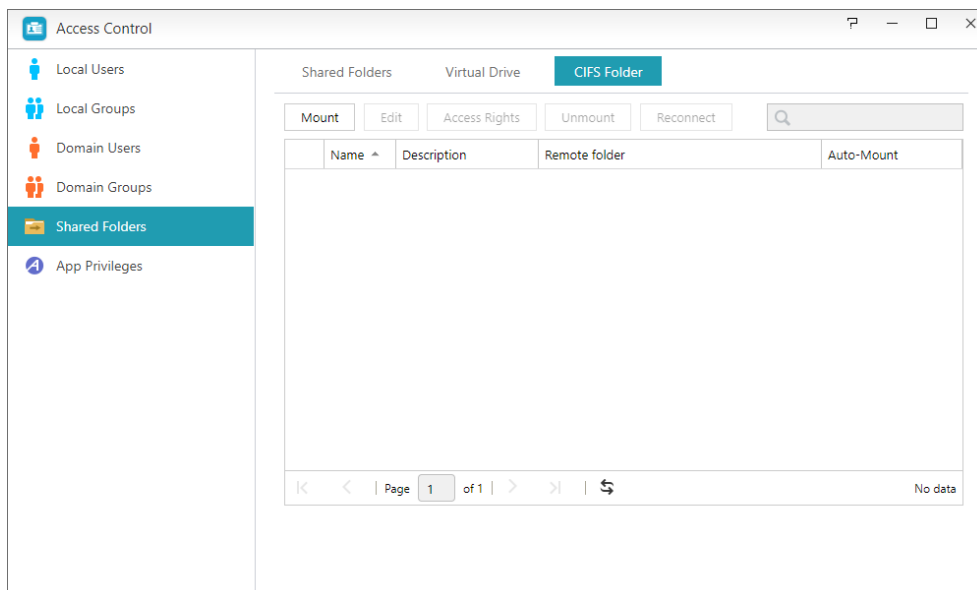 Access Control
Local Users
Local Groups
Domain Users
Domain Groups
Shared Folders
App Privileges
Shared Folders Virtual Drive CIFS Folder
Mount Edit Access Rights Unmount Reconnect
Name Description Remote folder Auto-Mount
Page 1 of 1 No data